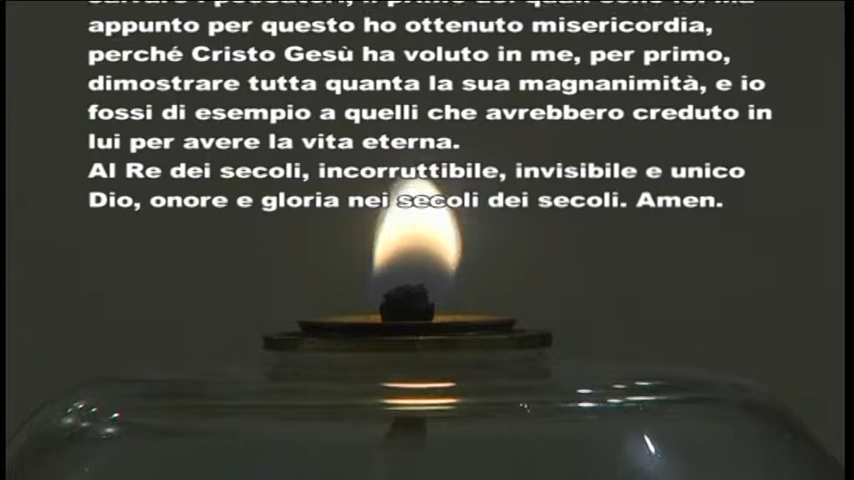 appunto per questo ho ottenuto misericordia,
perché Cristo Gesù ha voluto in me, per primo,
dimostrare tutta quanta la sua magnanimità, e io
fossi di esempio a quelli che avrebbero creduto in
lui per avere la vita eterna.
Al Re dei secoli, incorruttibile, invisibile e unico
Dio, onore e gloria nei secoli dei secoli. Amen.